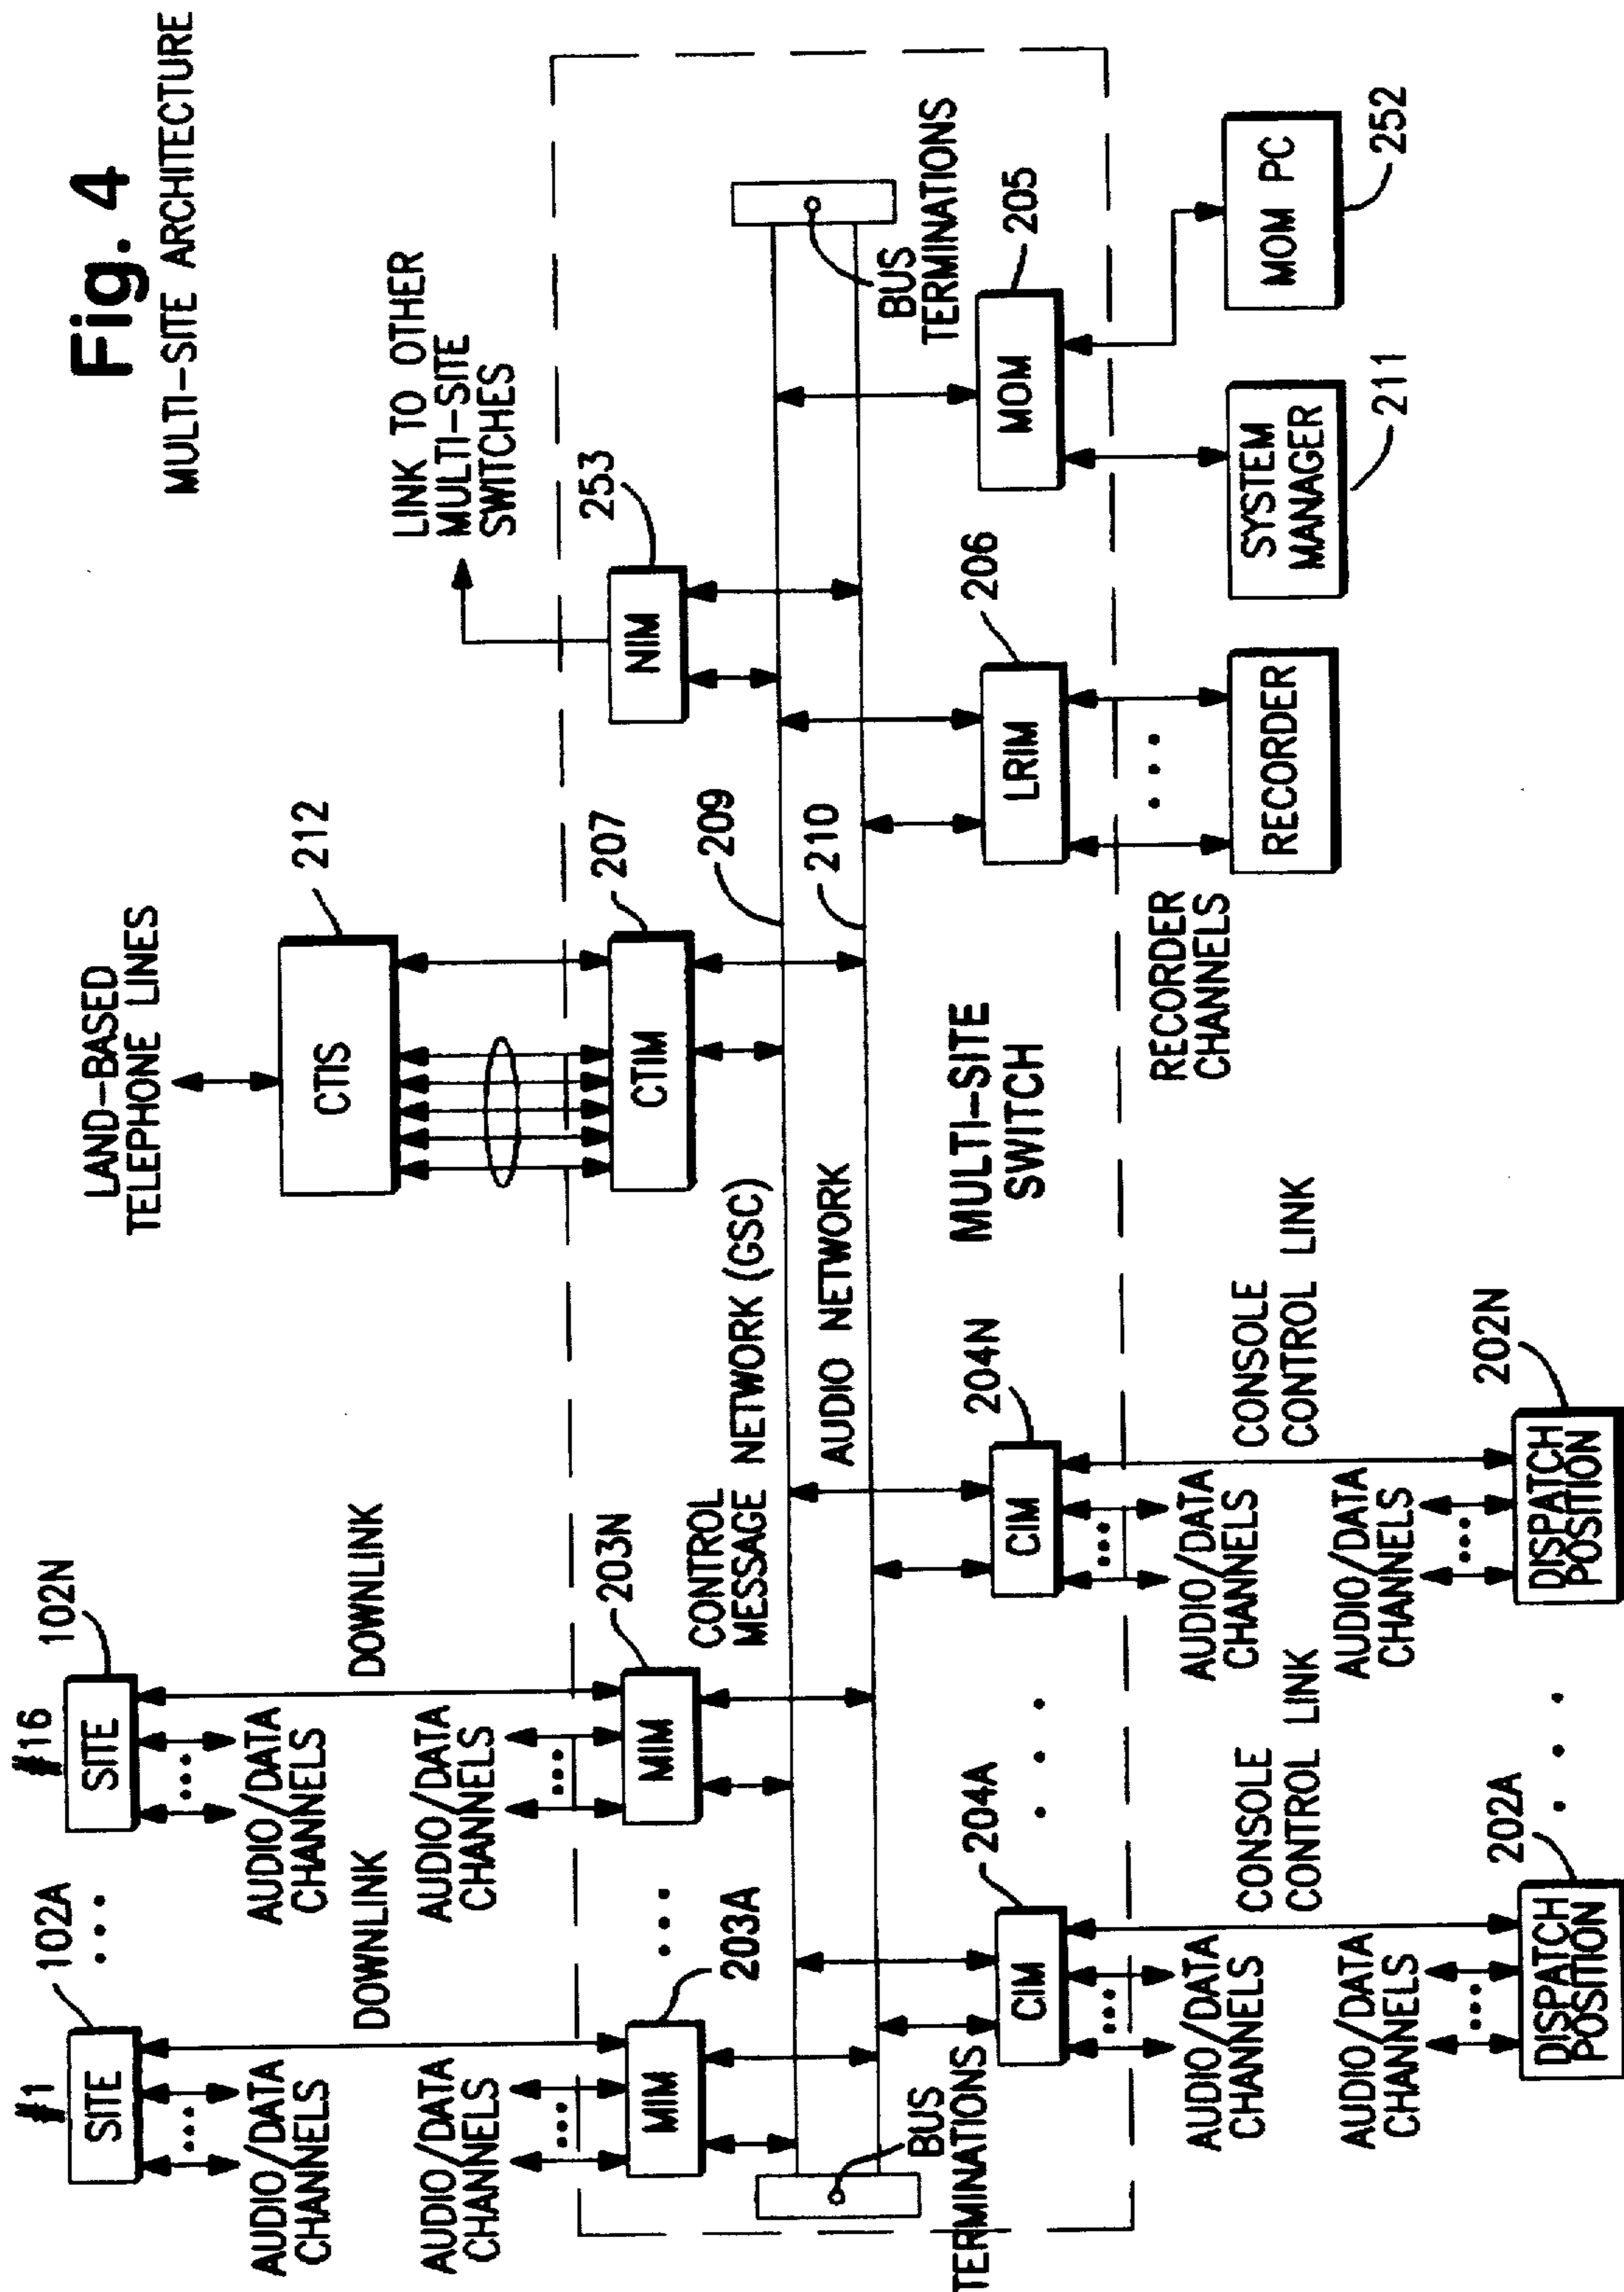 Fig. 4
MULTI-SITE ARCHITECTURE
#1
102A
SITE
AUDIO/DATA
CHANNELS
DOWNLINK
AUDIO/DATA
CHANNELS
MIM
203A
#16
102N
SITE
AUDIO/DATA
CHANNELS
DOWNLINK
AUDIO/DATA
CHANNELS
MIM
203N
LAND-BASED
TELEPHONE LINES
CTIS
212
CTIM
207
LINK TO OTHER
MULTI-SITE
SWITCHES
NIM
253
CONTROL
MESSAGE NETWORK (GSC)
209
AUDIO NETWORK
210
BUS
TERMINATIONS
BUS
TERMINATIONS
MULTI-SITE
SWITCH
CIM
204A
AUDIO/DATA
CHANNELS
CONSOLE
CONTROL LINK
AUDIO/DATA
CHANNELS
DISPATCH
POSITION
202A
CIM
204N
AUDIO/DATA
CHANNELS
CONSOLE
CONTROL LINK
AUDIO/DATA
CHANNELS
DISPATCH
POSITION
202N
LRIM
206
RECORDER
CHANNELS
RECORDER
MOM
205
SYSTEM
MANAGER
211
MOM PC
252